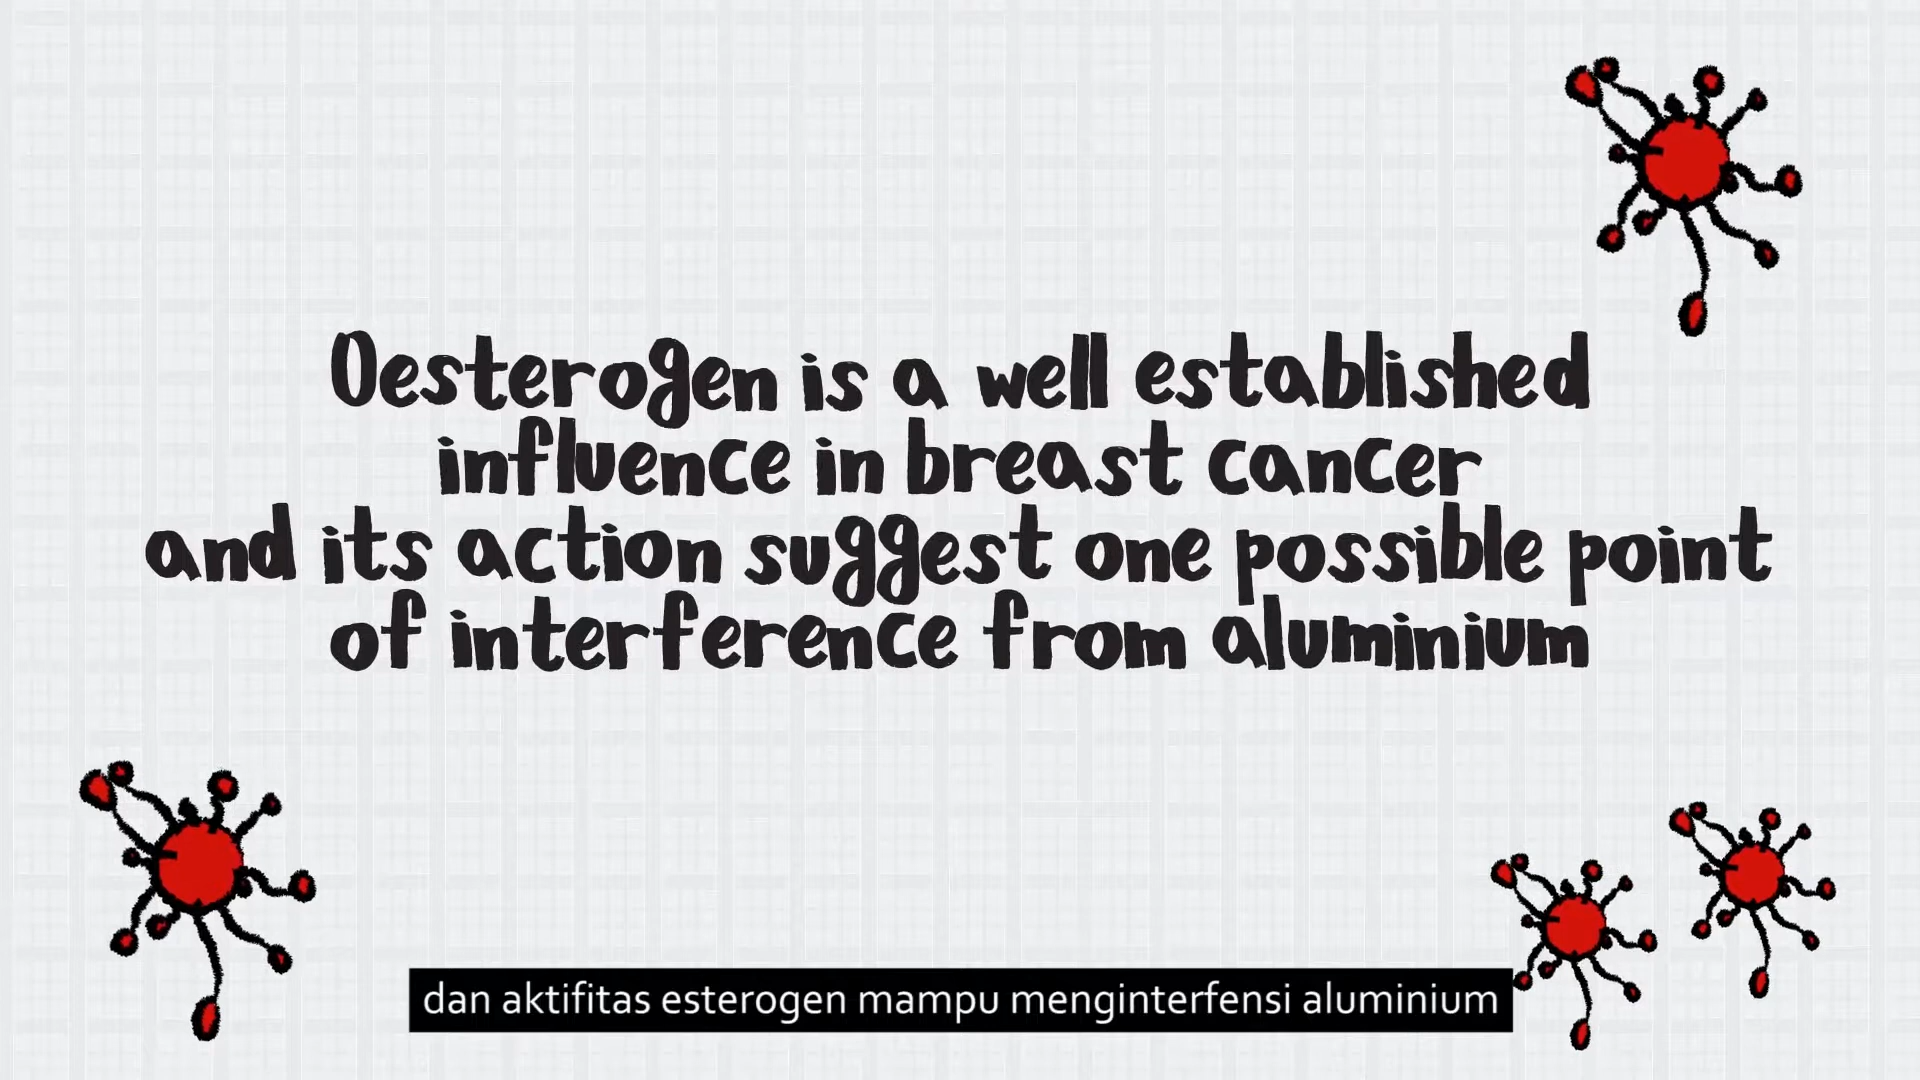 Oesterogen is a well established
influence in breast cancer
and its action suggest one possible point
of interference from aluminium
dan aktifitas esterogen mampu menginterfensi aluminium